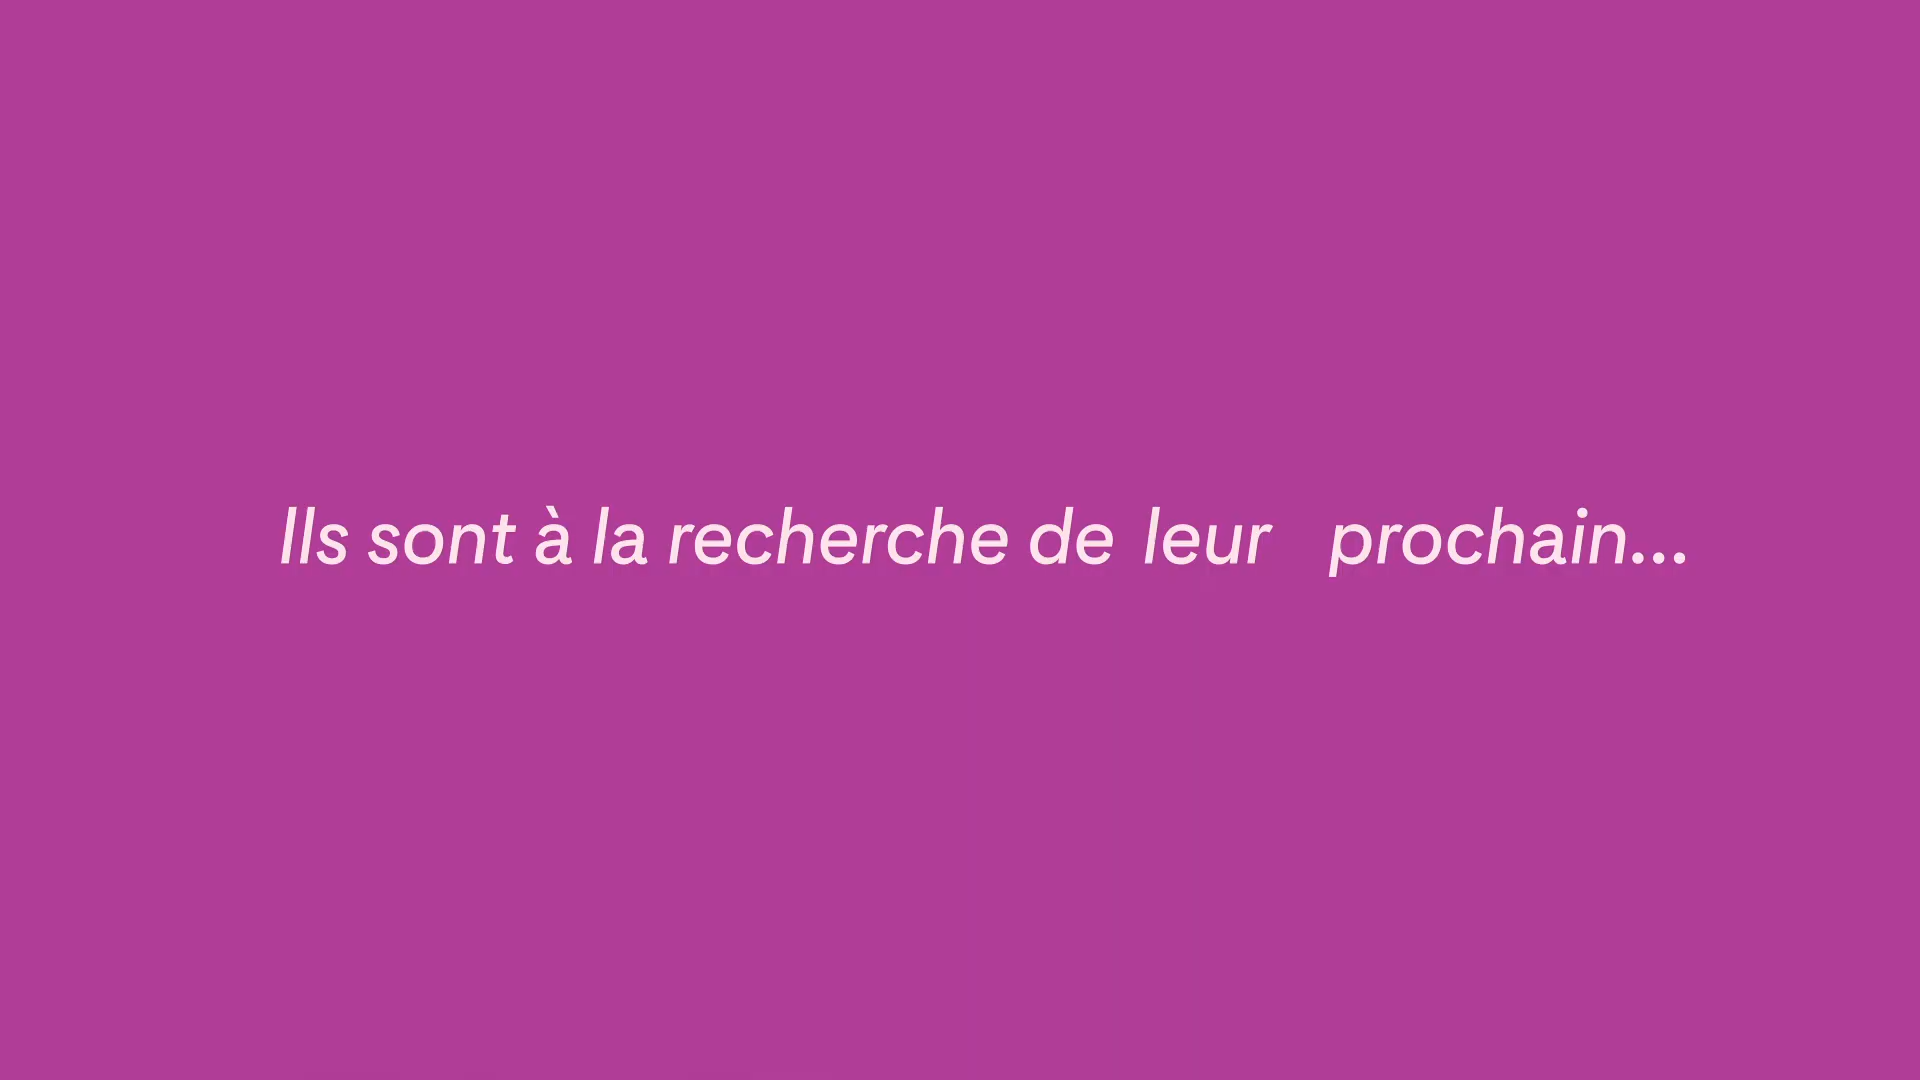 Ils sont à la recherche de leur prochain...